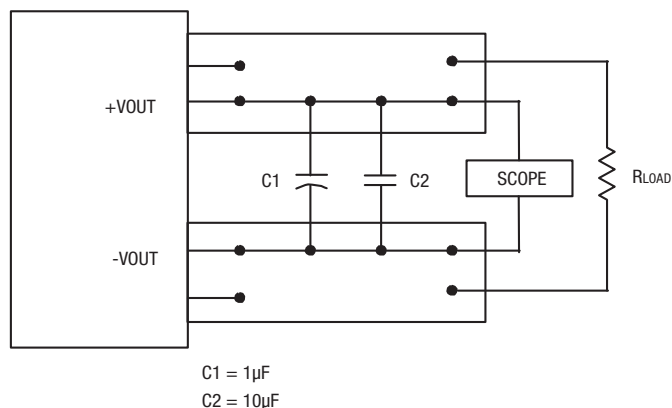 +VOUT
C1
C2
SCOPE
RLOAD
-VOUT
C1 = 1µF
C2 = 10µF